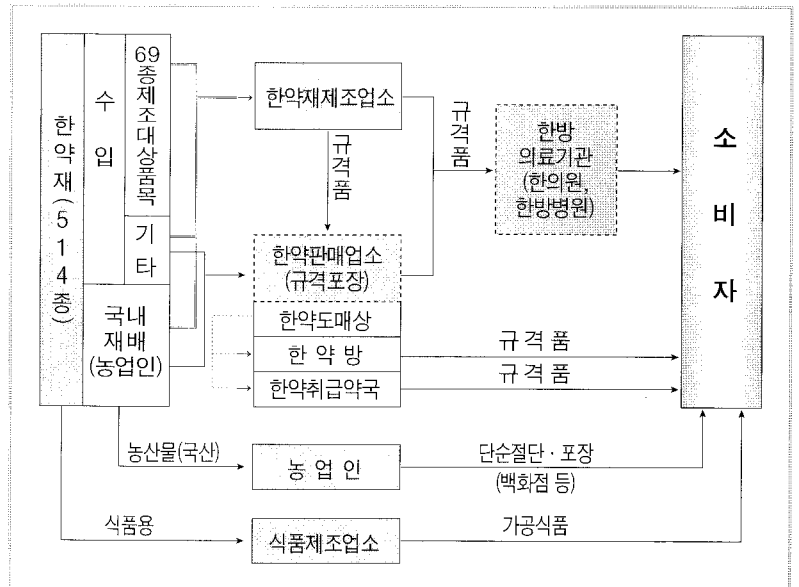 한약재(514종)
수입
69종제조대상품목
기타
국내
재배
(농업인)
한약재제조업소
규격품
한약판매업소
(규격포장)
한약도매상
한 약 방
한약취급약국
규격품
한방
의료기관
(한의원,
한방병원)
규 격 품
규 격 품
소 비 자
농산물(국산)
농 업 인
단순절단 · 포장
(백화점 등)
식품용
식품제조업소
가공식품